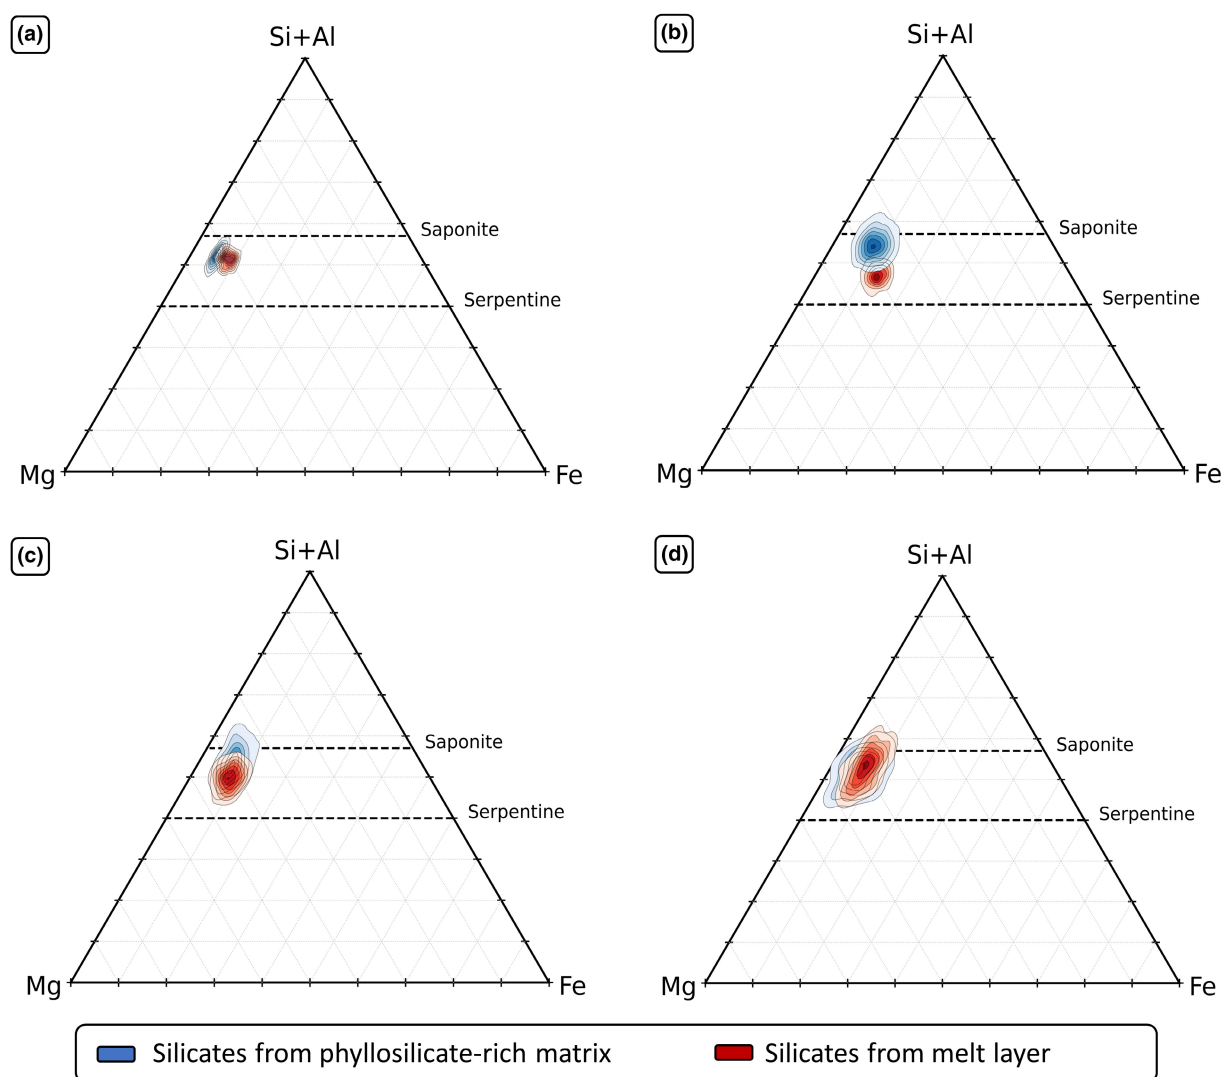 (a)
Si+Al
Saponite
Serpentine
Mg
Fe
(b)
Si+Al
Saponite
Serpentine
Mg
Fe
(c)
Si+Al
Saponite
Serpentine
Mg
Fe
(d)
Si+Al
Saponite
Serpentine
Mg
Fe
Silicates from phyllosilicate-rich matrix
Silicates from melt layer